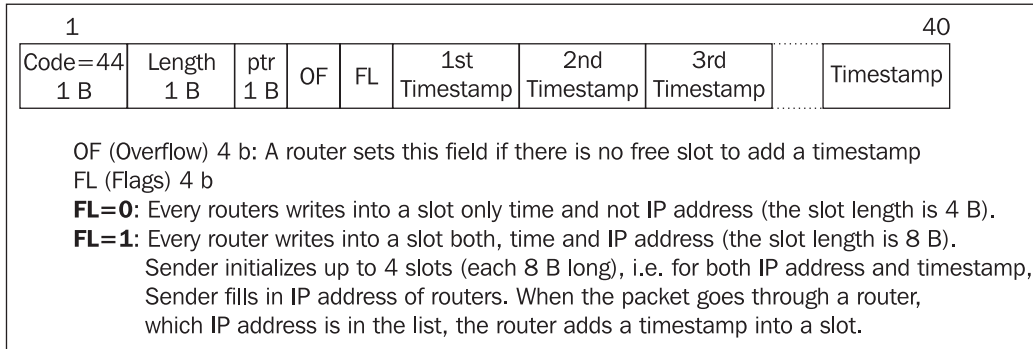 1 40
Code=44 Length ptr OF FL 1st 2nd 3rd Timestamp
1 B 1 B 1 B Timestamp Timestamp Timestamp
OF (Overflow) 4 b: A router sets this field if there is no free slot to add a timestamp
FL (Flags) 4 b
FL=0: Every routers writes into a slot only time and not IP address (the slot length is 4 B).
FL=1: Every router writes into a slot both, time and IP address (the slot length is 8 B).
Sender initializes up to 4 slots (each 8 B long), i.e. for both IP address and timestamp,
Sender fills in IP address of routers. When the packet goes through a router,
which IP address is in the list, the router adds a timestamp into a slot.